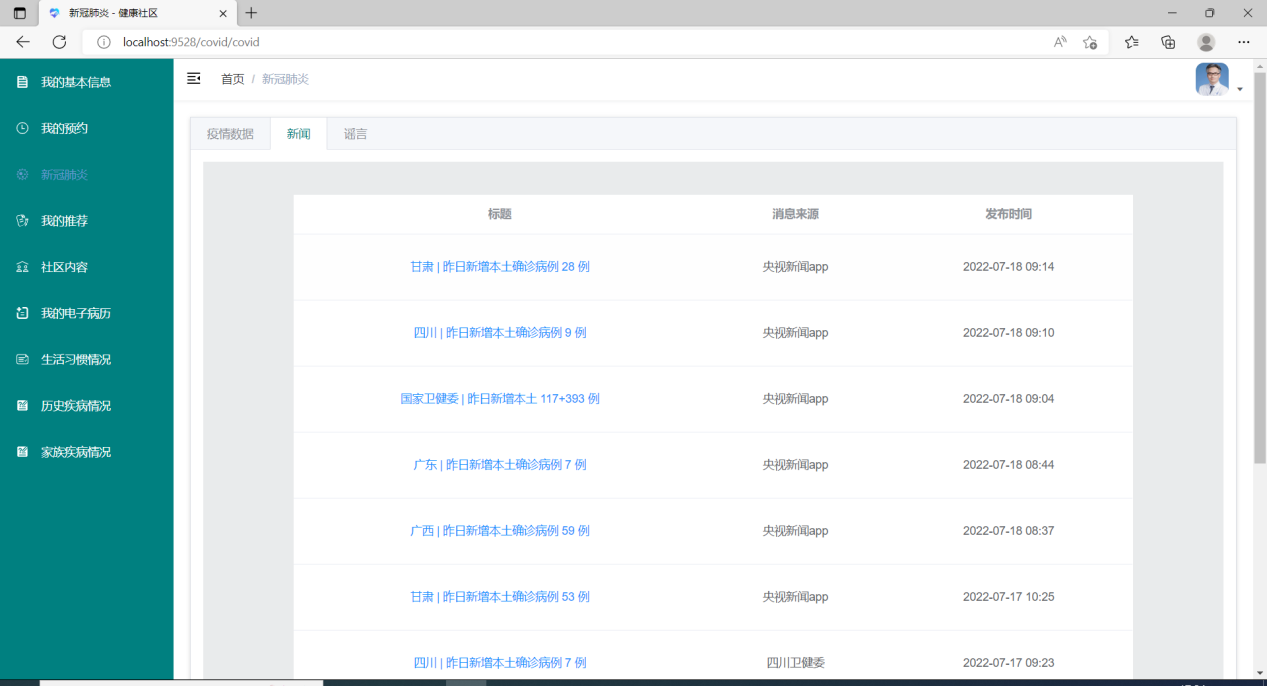 新冠肺炎 - 健康社区
localhost:9528/covid/covid
我的基本信息
我的预约
新冠肺炎
我的推荐
社区内容
我的电子病历
生活习惯情况
历史疾病情况
家族疾病情况
首页 / 新冠肺炎
疫情数据 新闻 谣言
标题 消息来源 发布时间
甘肃 | 昨日新增本土确诊病例 28 例 央视新闻app 2022-07-18 09:14
四川 | 昨日新增本土确诊病例 9 例 央视新闻app 2022-07-18 09:10
国家卫健委 | 昨日新增本土 117+393 例 央视新闻app 2022-07-18 09:04
广东 | 昨日新增本土确诊病例 7 例 央视新闻app 2022-07-18 08:44
广西 | 昨日新增本土确诊病例 59 例 央视新闻app 2022-07-18 08:37
甘肃 | 昨日新增本土确诊病例 53 例 央视新闻app 2022-07-17 10:25
四川 | 昨日新增本土确诊病例 7 例 四川卫健委 2022-07-17 09:23